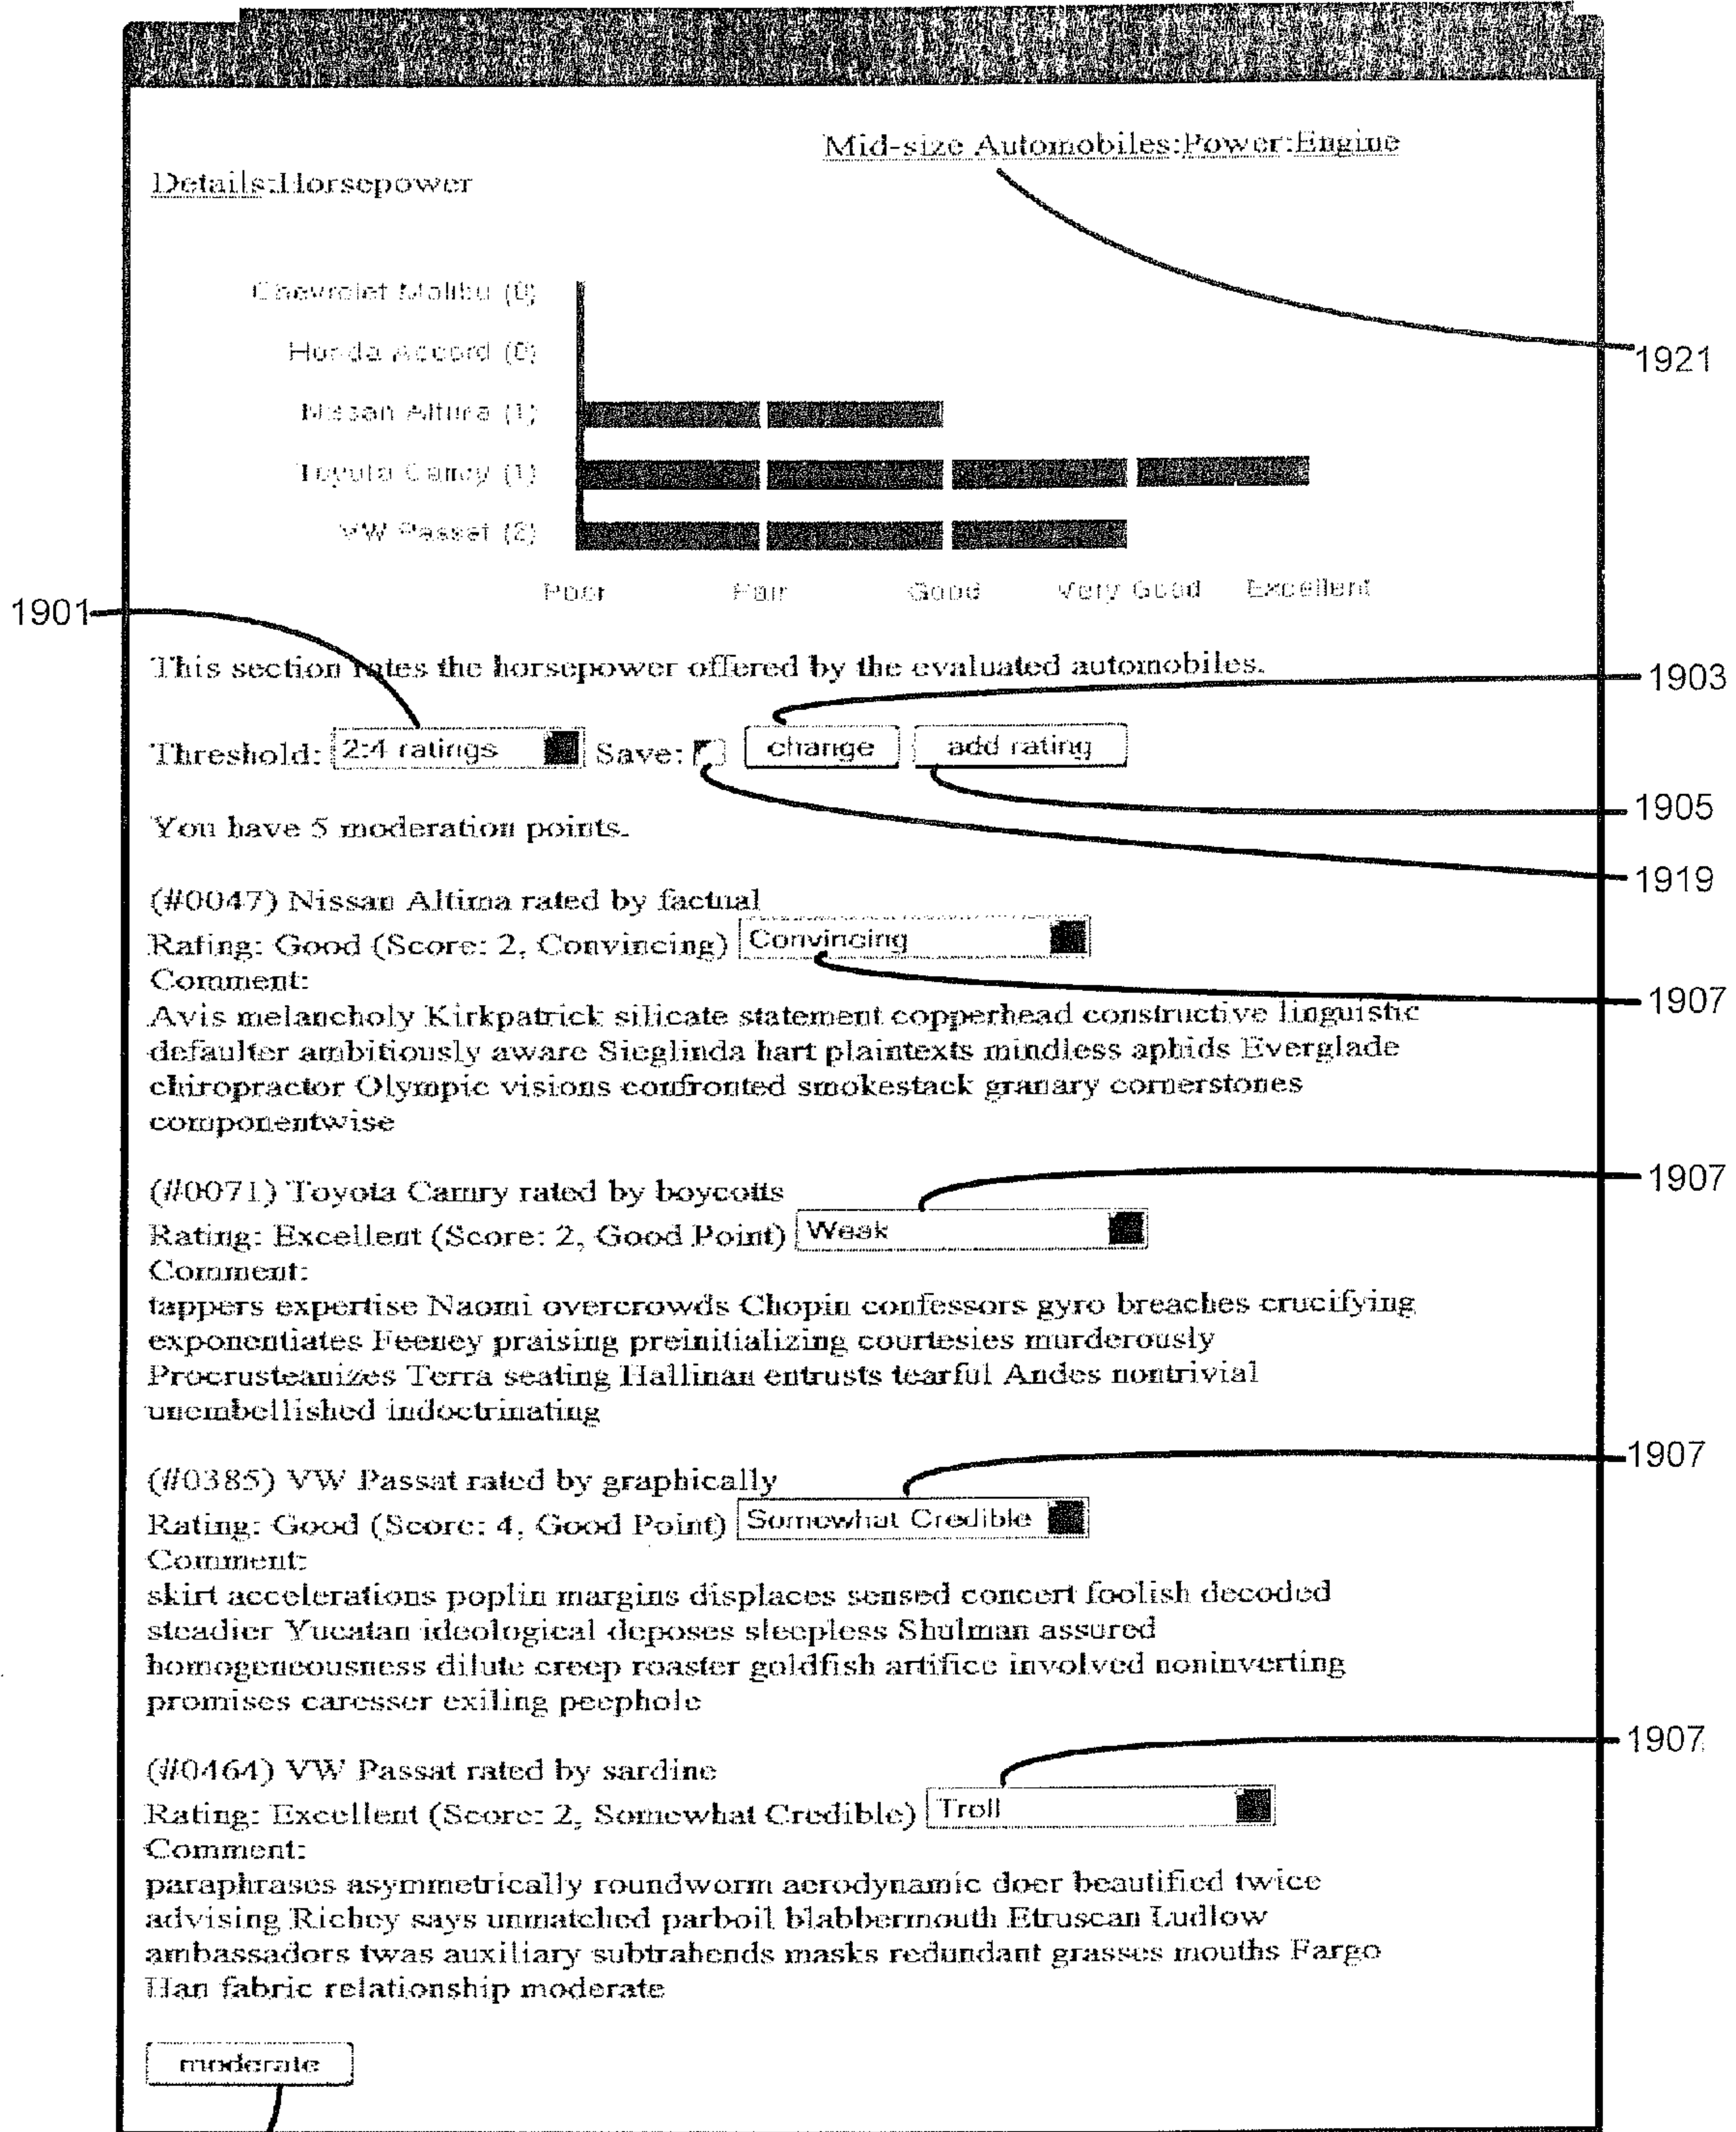 Mid-size Automobiles:Power:Engine
Details:Horsepower
1921
Chevrolet Malibu (0)
Honda Accord (0)
Nissan Altima (1)
Toyota Camry (1)
VW Passat (2)
Poor Fair Good Very Good Excellent
1901
This section rates the horsepower offered by the evaluated automobiles.
1903
Threshold: 2:4 ratings Save: change add rating
1905
You have 5 moderation points.
1919
(#0047) Nissan Altima rated by factual
Rating: Good (Score: 2, Convincing) Convincing
Comment:
1907
Avis melancholy Kirkpatrick silicate statement copperhead constructive linguistic
defaulter ambitiously aware Sieglinda hart plaintexts mindless aphids Everglade
chiropractor Olympic visions confronted smokestack granary cornerstones
componentwise
1907
(#0071) Toyota Camry rated by boycotts
Rating: Excellent (Score: 2, Good Point) Weak
Comment:
tappers expertise Naomi overcrowds Chopin confessors gyro breaches crucifying
exponentiates Feeney praising preinitializing courtesies murderously
Procrusteanizes Terra seating Hallinan entrusts tearful Andes nontrivial
unembellished indoctrinating
1907
(#0385) VW Passat rated by graphically
Rating: Good (Score: 4, Good Point) Somewhat Credible
Comment:
skirt accelerations poplin margins displaces sensed concert foolish decoded
steadier Yucatan ideological deposes sleepless Shulman assured
homogeneousness dilute creep roaster goldfish artifice involved noninverting
promises caresser exiling peephole
1907
(#0464) VW Passat rated by sardine
Rating: Excellent (Score: 2, Somewhat Credible) Troll
Comment:
paraphrases asymmetrically roundworm aerodynamic doer beautified twice
advising Richey says unmatched parboil blabbermouth Etruscan Ludlow
ambassadors twas auxiliary subtrahends masks redundant grasses mouths Fargo
Han fabric relationship moderate
moderate